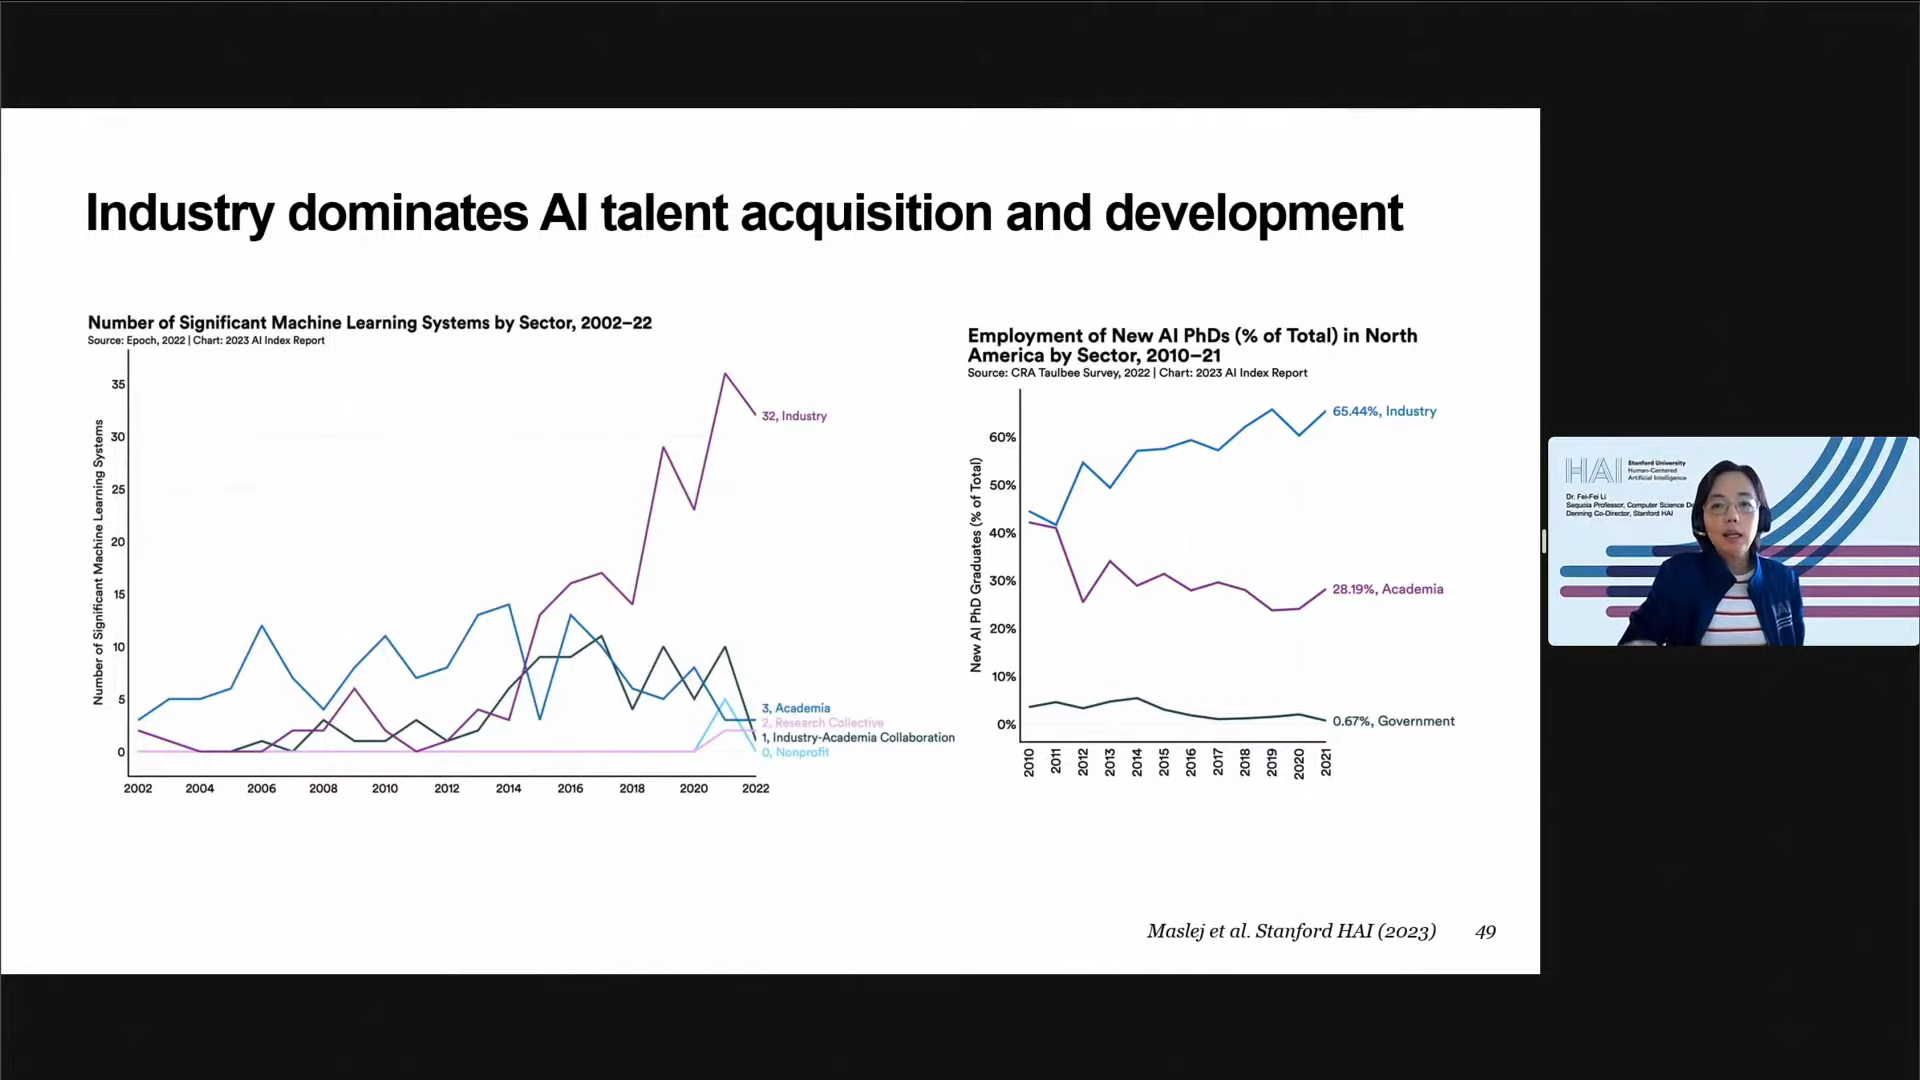 Industry dominates AI talent acquisition and development
Number of Significant Machine Learning Systems by Sector, 2002–22
Source: Epoch, 2022 | Chart: 2023 AI Index Report
Number of Significant Machine Learning Systems
35
30
25
20
15
10
5
0
2002
2004
2006
2008
2010
2012
2014
2016
2018
2020
2022
32, Industry
3, Academia
2, Research Collective
1, Industry-Academia Collaboration
0, Nonprofit
Employment of New AI PhDs (% of Total) in North
America by Sector, 2010–21
Source: CRA Taulbee Survey, 2022 | Chart: 2023 AI Index Report
New AI PhD Graduates (% of Total)
60%
50%
40%
30%
20%
10%
0%
2010
2011
2012
2013
2014
2015
2016
2017
2018
2019
2020
2021
65.44%, Industry
28.19%, Academia
0.67%, Government
Maslej et al. Stanford HAI (2023)
49
HAI
Stanford University
Human-Centered
Artificial Intelligence
Dr. Fei-Fei Li
Sequoia Professor, Computer Science
Denning Co-Director, Stanford HAI